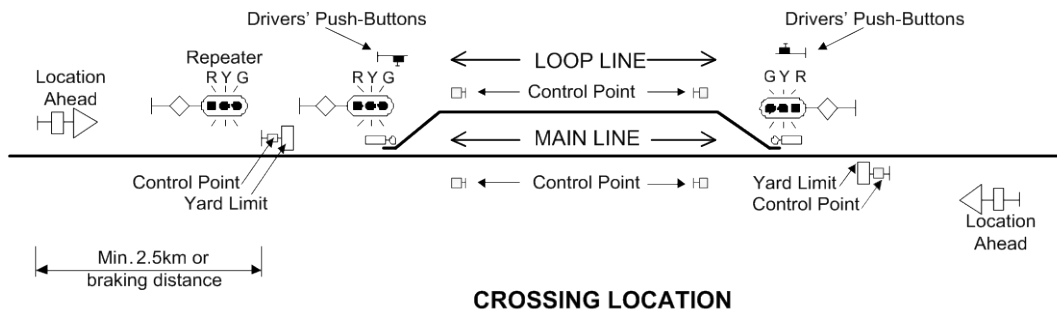 Drivers' Push-Buttons
Drivers' Push-Buttons
Repeater
R Y G
R Y G
LOOP LINE
G Y R
Location
Ahead
Control Point
MAIN LINE
Control Point
Yard Limit
Control Point
Yard Limit
Control Point
Location
Ahead
Min. 2.5km or
braking distance
CROSSING LOCATION